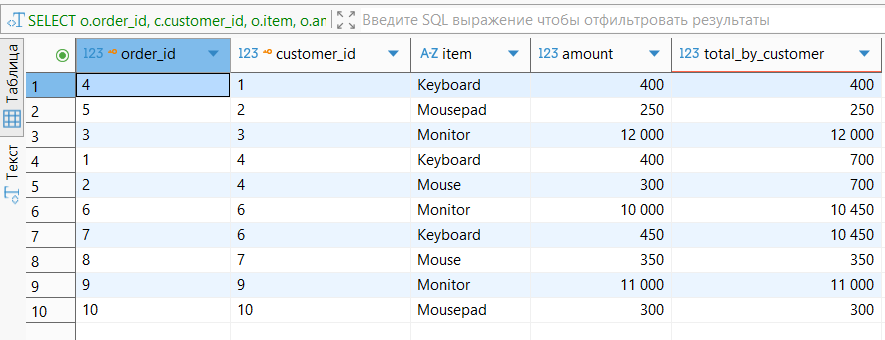 SELECT o.order_id, c.customer_id, o.item, o.ar Введите SQL выражение чтобы отфильтровать результаты
Таблица
Текст
123 order_id 123 customer_id A-Z item 123 amount 123 total_by_customer
1 4 1 Keyboard 400 400
2 5 2 Mousepad 250 250
3 3 3 Monitor 12 000 12 000
4 1 4 Keyboard 400 700
5 2 4 Mouse 300 700
6 6 6 Monitor 10 000 10 450
7 7 6 Keyboard 450 10 450
8 8 7 Mouse 350 350
9 9 9 Monitor 11 000 11 000
10 10 10 Mousepad 300 300